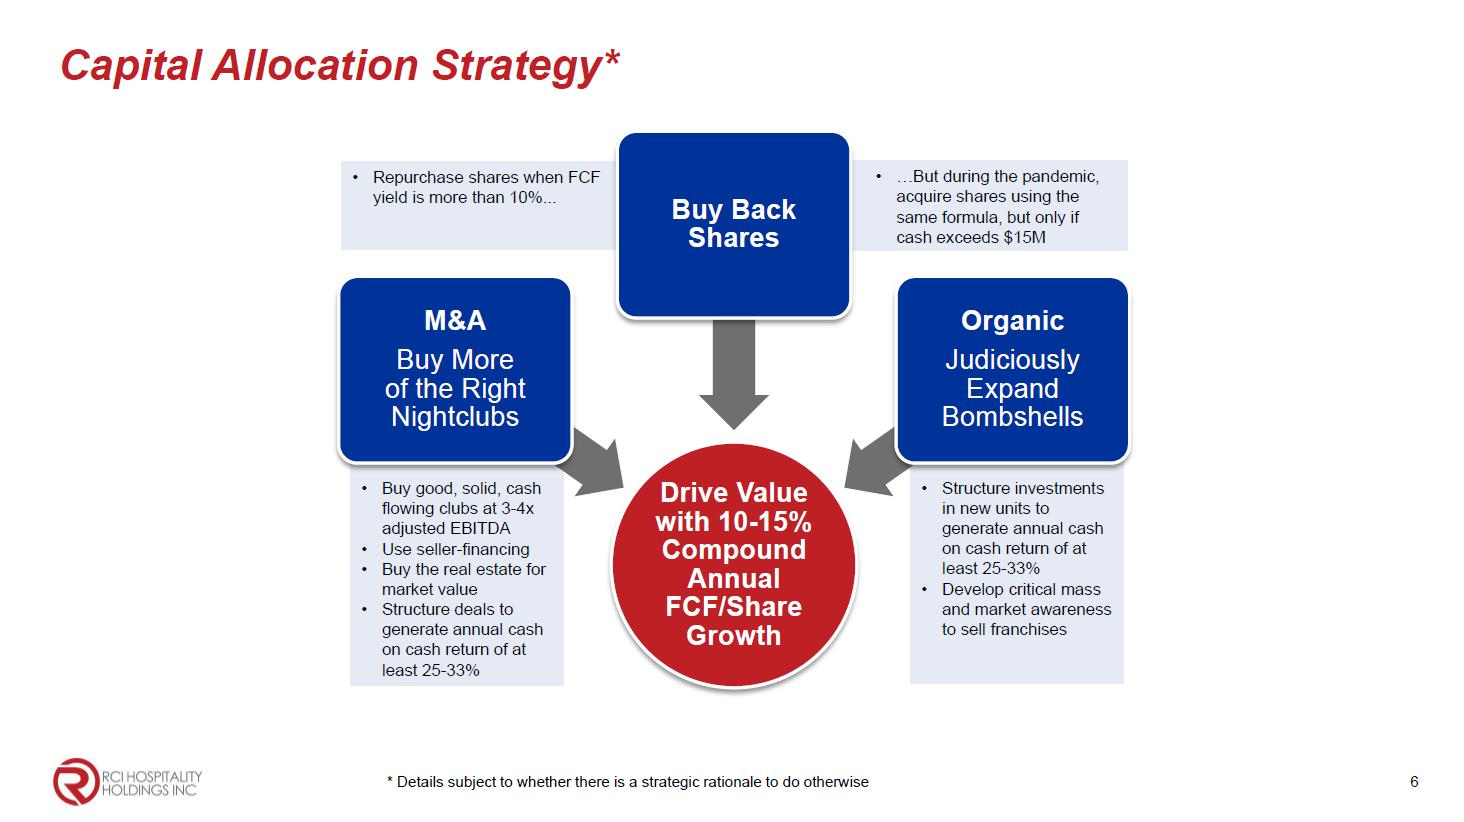 Capital Allocation Strategy*
• Repurchase shares when FCF
yield is more than 10%...
Buy Back
Shares
• …But during the pandemic,
acquire shares using the
same formula, but only if
cash exceeds $15M
M&A
Buy More
of the Right
Nightclubs
Organic
Judiciously
Expand
Bombshells
• Buy good, solid, cash
flowing clubs at 3-4x
adjusted EBITDA
• Use seller-financing
• Buy the real estate for
market value
• Structure deals to
generate annual cash
on cash return of at
least 25-33%
Drive Value
with 10-15%
Compound
Annual
FCF/Share
Growth
• Structure investments
in new units to
generate annual cash
on cash return of at
least 25-33%
• Develop critical mass
and market awareness
to sell franchises
RCI HOSPITALITY
HOLDINGS INC
* Details subject to whether there is a strategic rationale to do otherwise
6